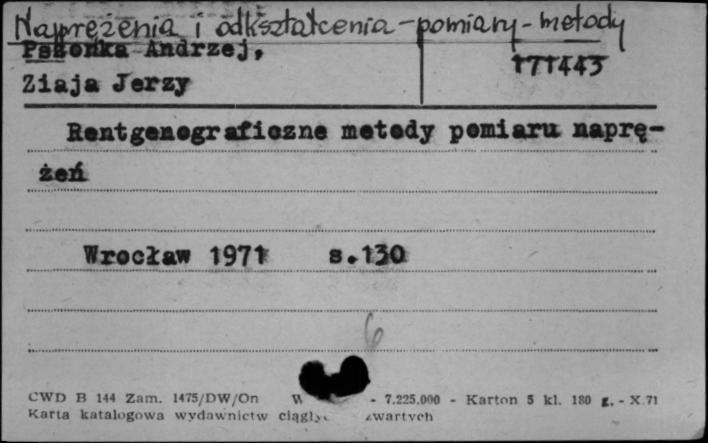 Naprężenia i odkształcenia - pomiary - metody
Pszonka Andrzej,
171443
Ziaja Jerzy
Rentgenograficzne metody pomiaru naprę-
żeń
Wrocław 1971 s.130
6
CWD B 144 Zam. 1475/DW/On W - 7.225.000 - Karton 5 kl. 180 g. - X.71
Karta katalogowa wydawnictw